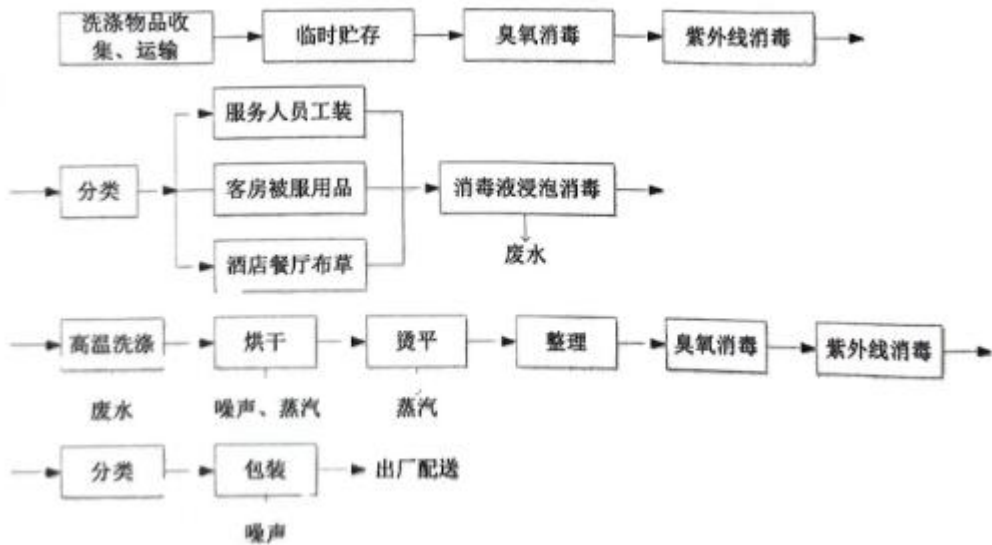 洗涤物品收
集、运输
临时贮存
臭氧消毒
紫外线消毒
服务人员工装
分类
客房被服用品
消毒液浸泡消毒
酒店餐厅布草
废水
高温洗涤
烘干
烫平
整理
臭氧消毒
紫外线消毒
废水
噪声、蒸汽
蒸汽
分类
包装
出厂配送
噪声